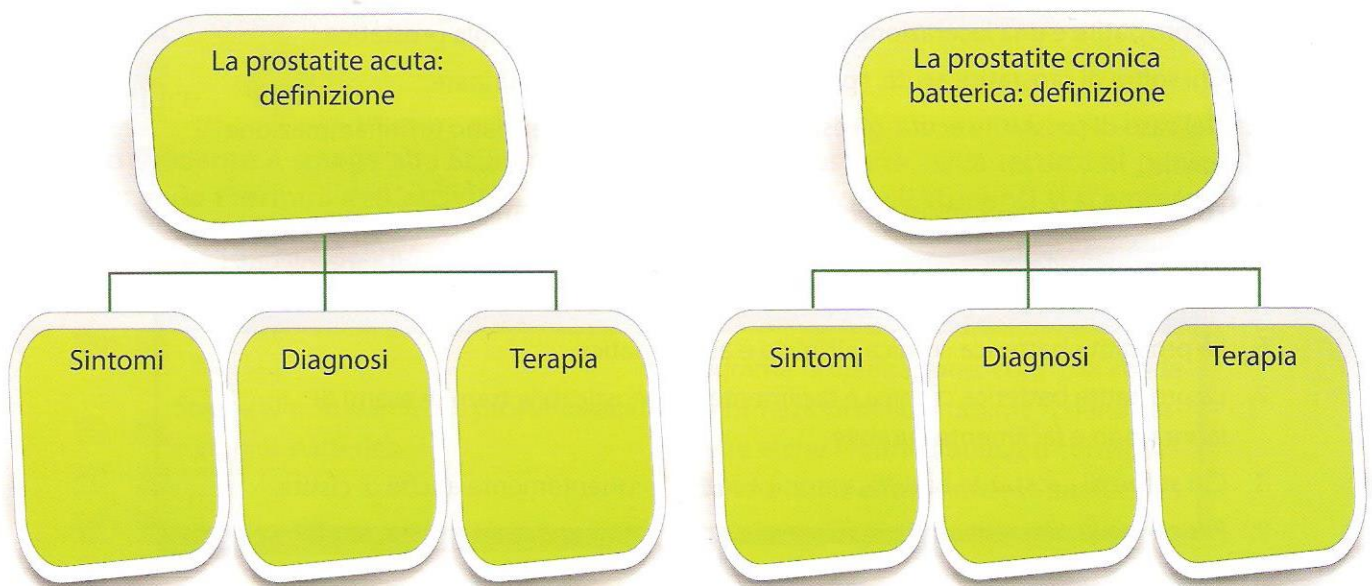 La prostatite acuta:
definizione
Sintomi
Diagnosi
Terapia
La prostatite cronica
batterica: definizione
Sintomi
Diagnosi
Terapia